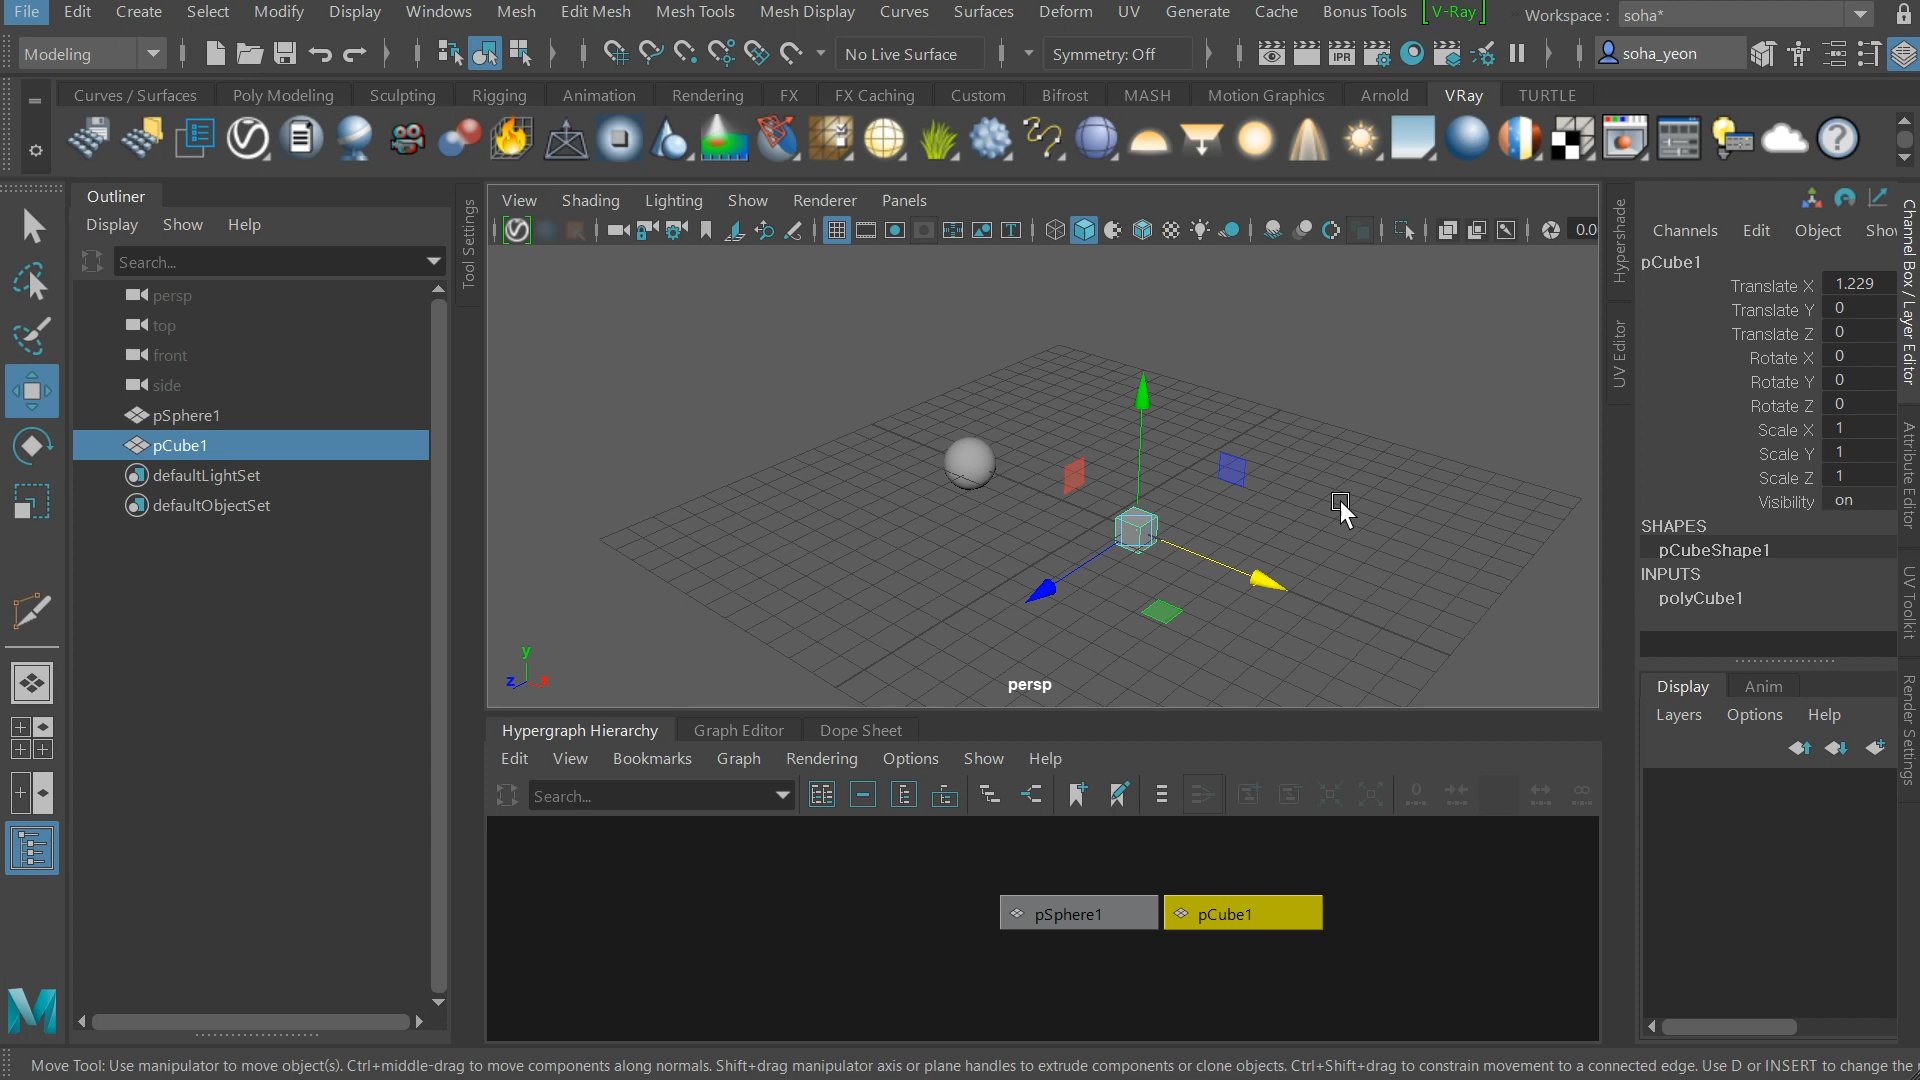 File Edit Create Select Modify Display Windows Mesh Edit Mesh Mesh Tools Mesh Display Curves Surfaces Deform UV Generate Cache Bonus Tools [V-Ray] Workspace : soha*
Modeling No Live Surface Symmetry: Off IPR soha_yeon
Curves / Surfaces Poly Modeling Sculpting Rigging Animation Rendering FX FX Caching Custom Bifrost MASH Motion Graphics Arnold VRay TURTLE
Outliner
Display Show Help
Search...
persp
top
front
side
pSphere1
pCube1
defaultLightSet
defaultObjectSet
Tool Settings
View Shading Lighting Show Renderer Panels
0.0
y
z x
persp
Hypergraph Hierarchy Graph Editor Dope Sheet
Edit View Bookmarks Graph Rendering Options Show Help
Search...
pSphere1 pCube1
Hypershade
UV Editor
Channels Edit Object Show
pCube1
Translate X 1.229
Translate Y 0
Translate Z 0
Rotate X 0
Rotate Y 0
Rotate Z 0
Scale X 1
Scale Y 1
Scale Z 1
Visibility on
SHAPES
pCubeShape1
INPUTS
polyCube1
Display Anim
Layers Options Help
Channel Box / Layer Editor
Attribute Editor
UV Toolkit
Render Settings
Move Tool: Use manipulator to move object(s). Ctrl+middle-drag to move components along normals. Shift+drag manipulator axis or plane handles to extrude components or clone objects. Ctrl+Shift+drag to constrain movement to a connected edge. Use D or INSERT to change the